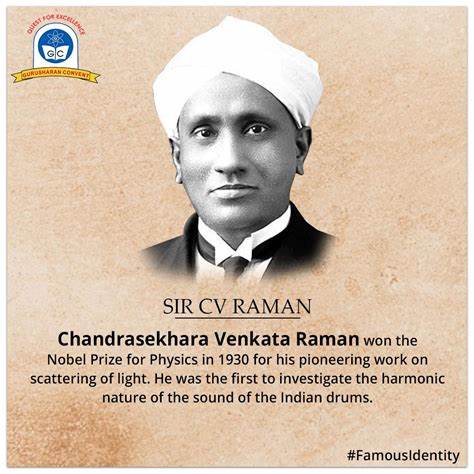 QUEST FOR EXCELLENCE
G C
GURUSHARAN CONVENT
SIR CV RAMAN
Chandrasekhara Venkata Raman won the
Nobel Prize for Physics in 1930 for his pioneering work on
scattering of light. He was the first to investigate the harmonic
nature of the sound of the Indian drums.
#FamousIdentity